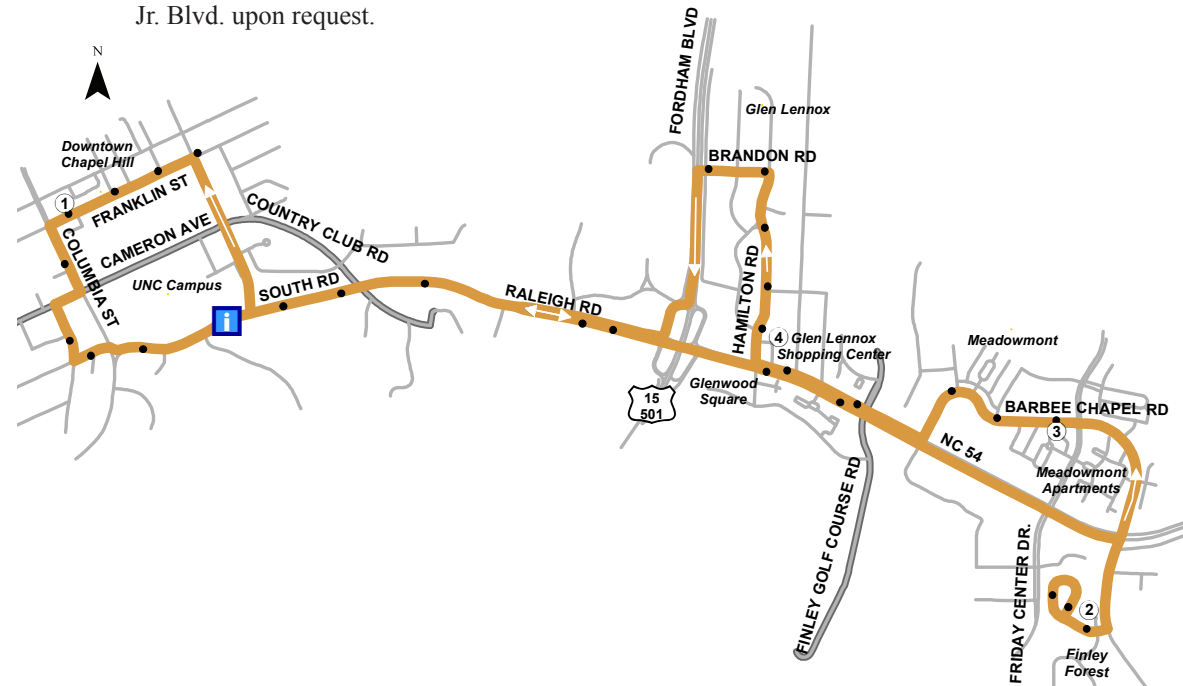 Jr. Blvd. upon request.
N
Downtown
Chapel Hill
1
FRANKLIN ST
CAMERON AVE
COLUMBIA ST
UNC Campus
COUNTRY CLUB RD
SOUTH RD
i
RALEIGH RD
FORDHAM BLVD
Glen Lennox
BRANDON RD
HAMILTON RD
4
Glen Lennox
Shopping Center
Glenwood
Square
15
501
Meadowmont
BARBEE CHAPEL RD
3
NC 54
Meadowmont
Apartments
FINLEY GOLF COURSE RD
FRIDAY CENTER DR.
2
Finley
Forest